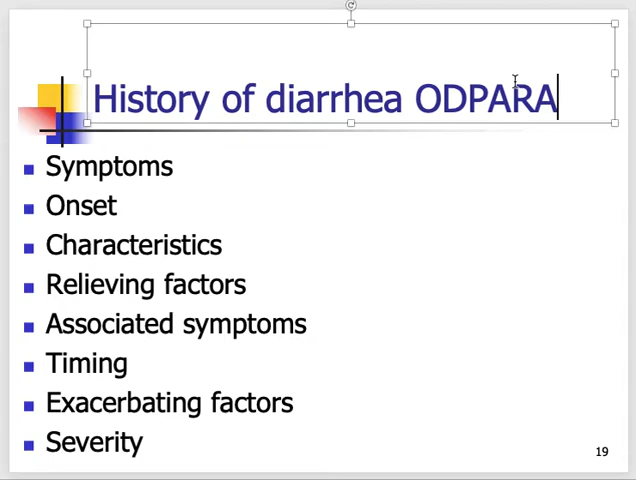 History of diarrhea ODPARA
Symptoms
Onset
Characteristics
Relieving factors
Associated symptoms
Timing
Exacerbating factors
Severity
19